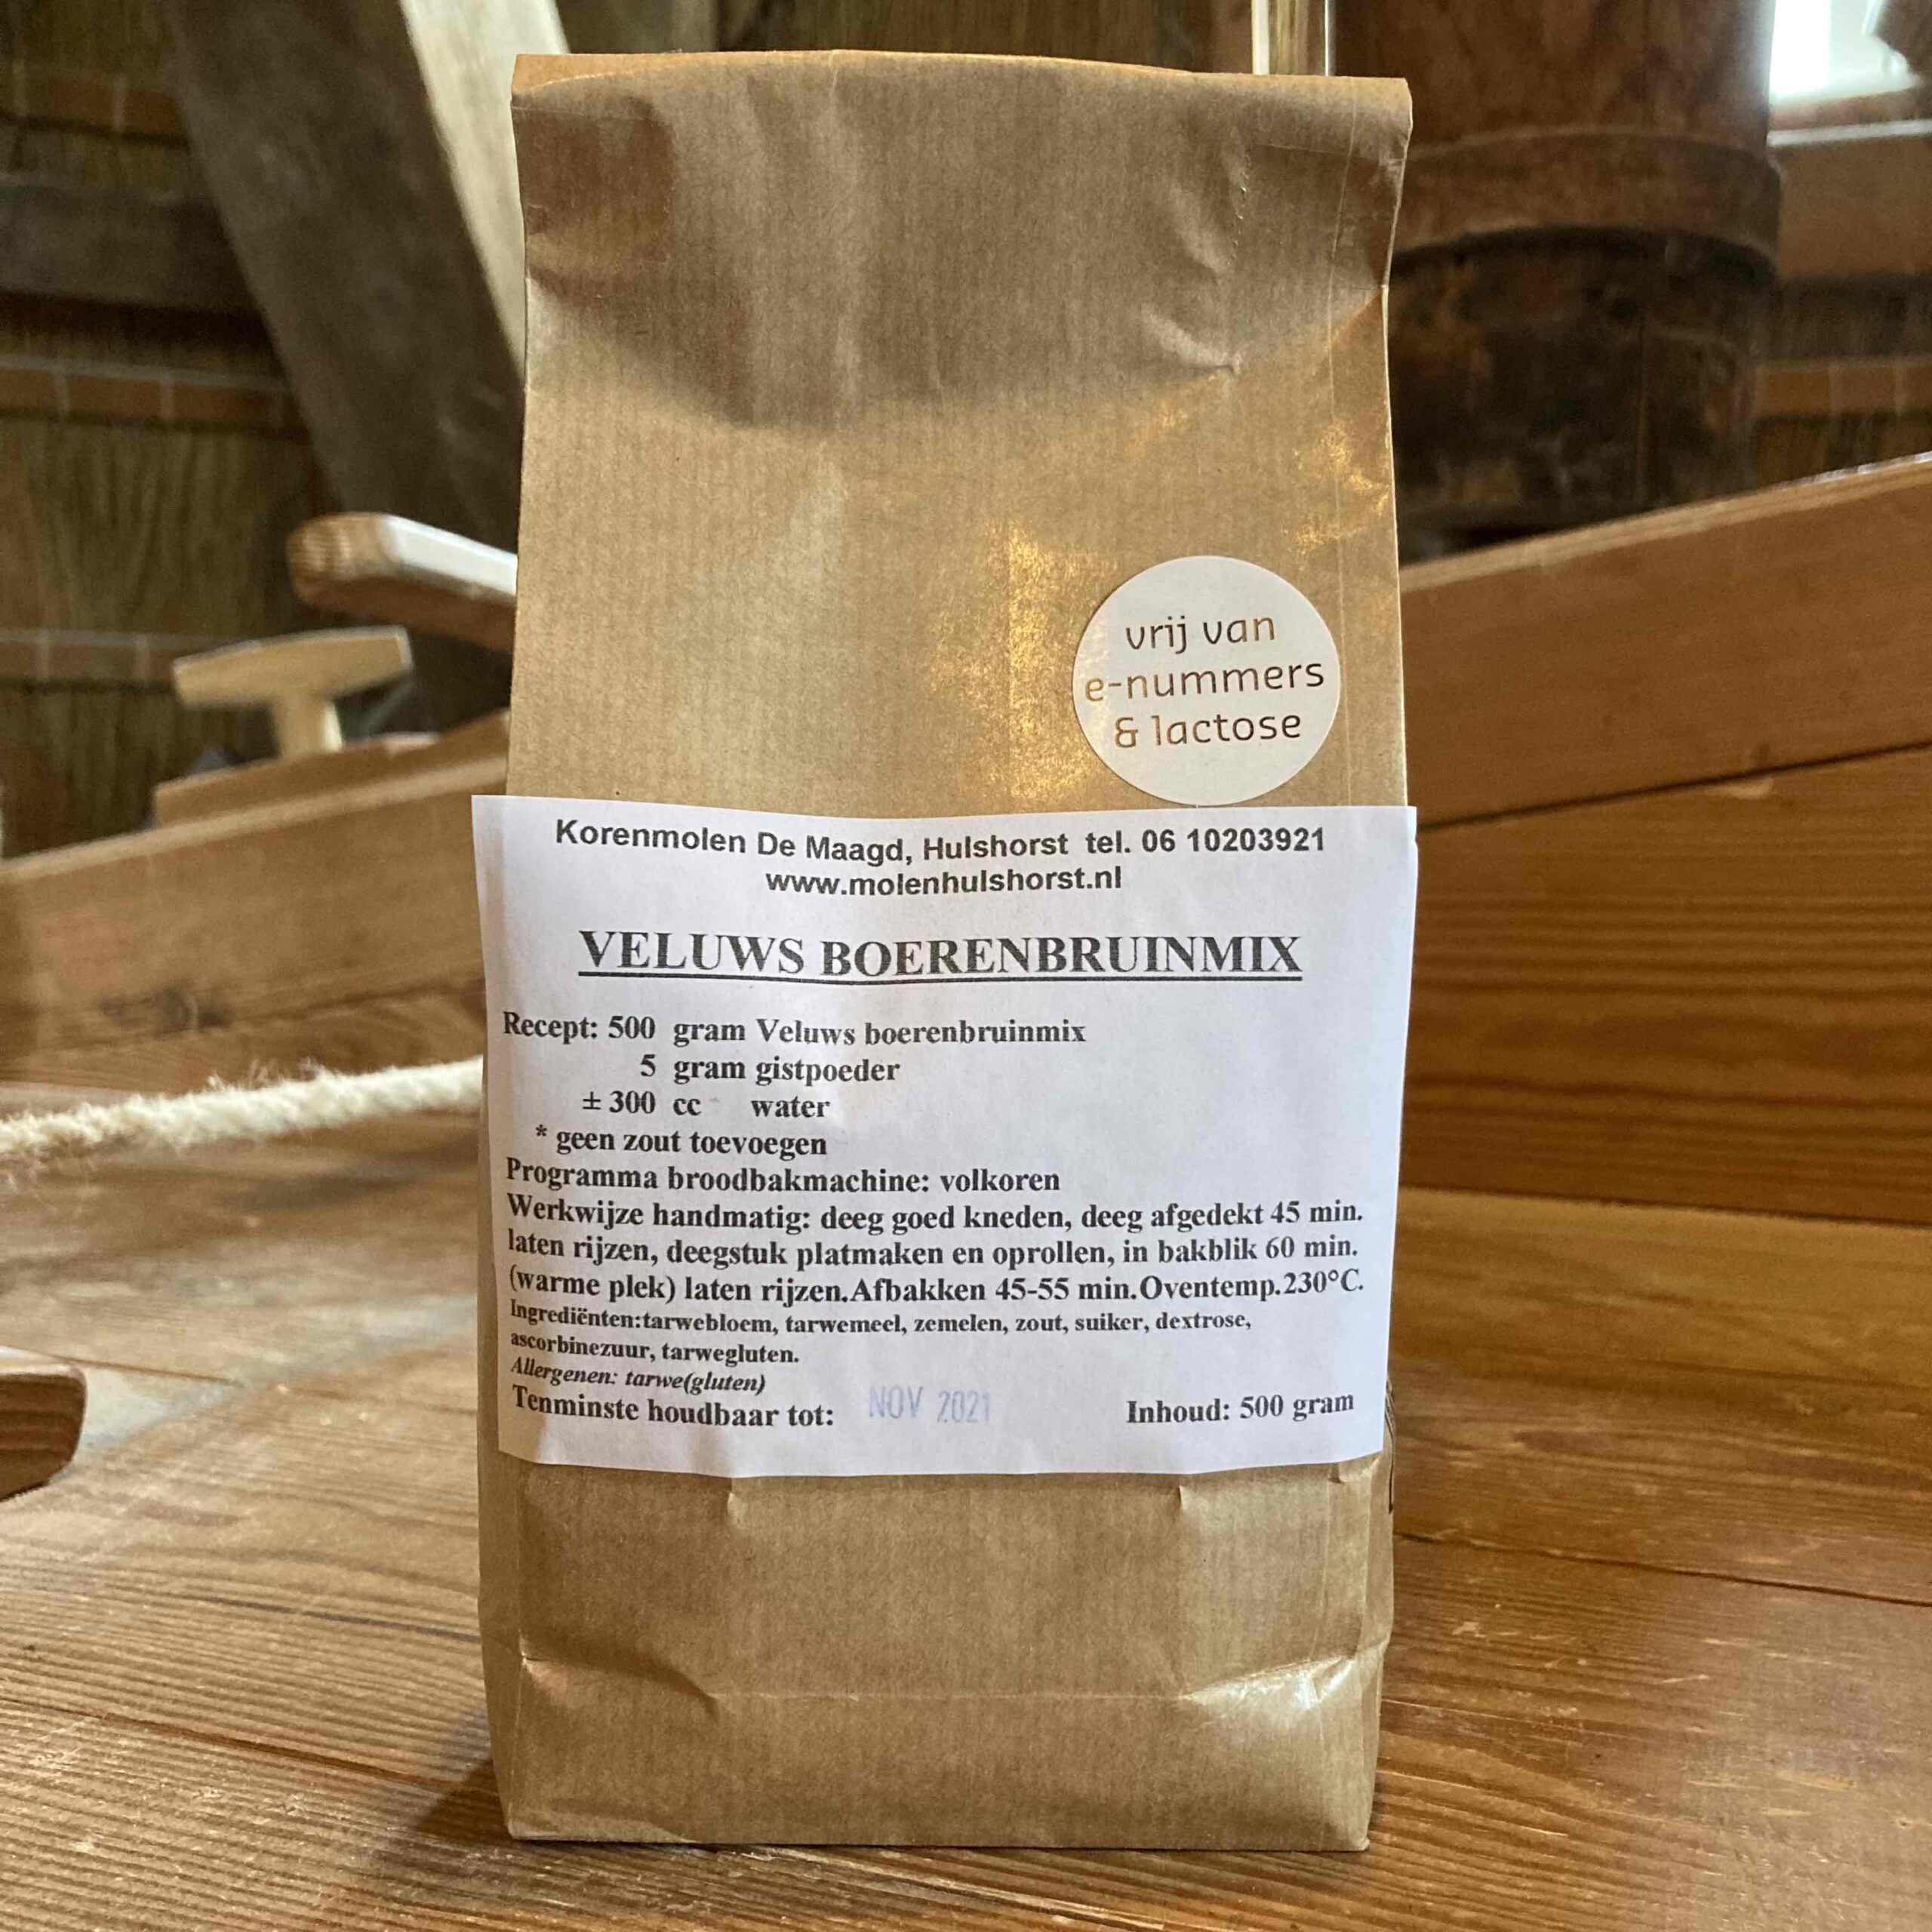 vrij van
e-nummers
& lactose
Korenmolen De Maagd, Hulshorst tel. 06 10203921
www.molenhulshorst.nl
VELUWS BOERENBRUINMIX
Recept: 500 gram Veluws boerenbruinmix
5 gram gistpoeder
± 300 cc water
* geen zout toevoegen
Programma broodbakmachine: volkoren
Werkwijze handmatig: deeg goed kneden, deeg afgedekt 45 min.
laten rijzen, deegstuk platmaken en oprollen, in bakblik 60 min.
(warme plek) laten rijzen.Afbakken 45-55 min.Oventemp.230°C.
Ingrediënten:tarwebloem, tarwemeel, zemelen, zout, suiker, dextrose,
ascorbinezuur, tarwegluten.
Allergenen: tarwe(gluten)
Tenminste houdbaar tot: NOV 2021 Inhoud: 500 gram